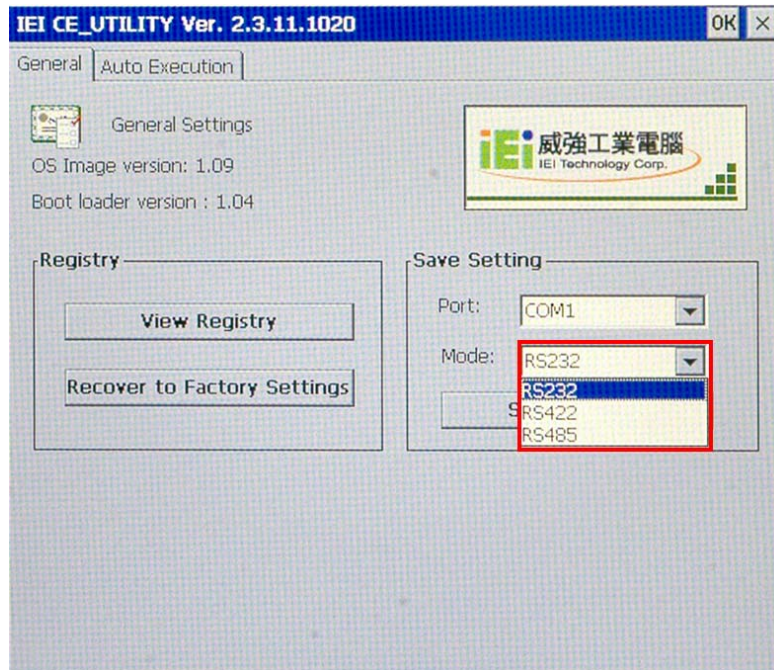 IEI CE_UTILITY Ver. 2.3.11.1020
OK ×
General
Auto Execution
General Settings
OS Image version: 1.09
Boot loader version : 1.04
iEi 威強工業電腦
IEI Technology Corp.
Registry
View Registry
Recover to Factory Settings
Save Setting
Port: COM1
Mode: RS232
RS232
RS422
RS485